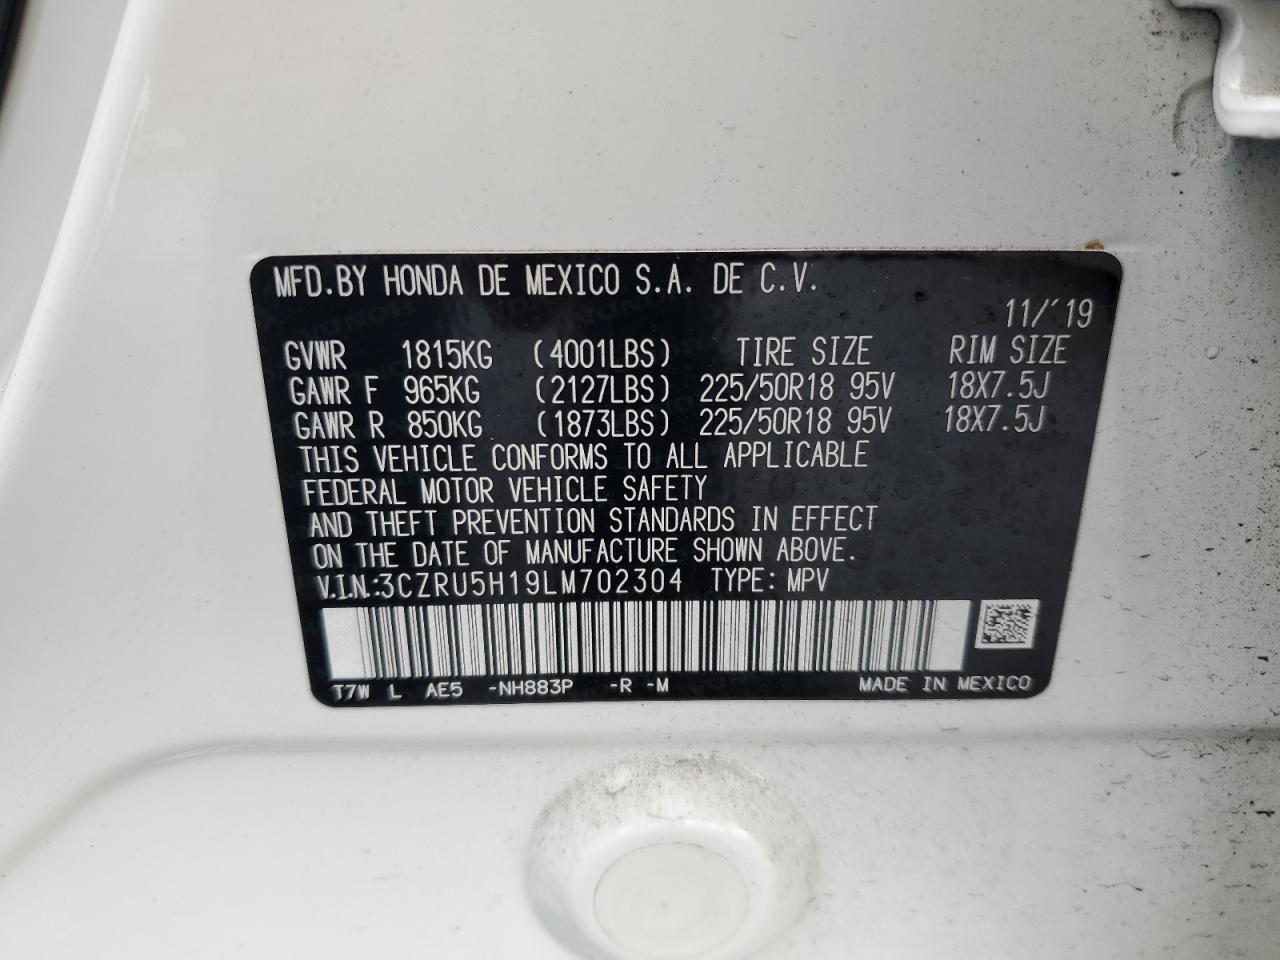 MFD.BY HONDA DE MEXICO S.A. DE C.V.
11/'19
GVWR 1815KG (4001LBS) TIRE SIZE RIM SIZE
GAWR F 965KG (2127LBS) 225/50R18 95V 18X7.5J
GAWR R 850KG (1873LBS) 225/50R18 95V 18X7.5J
THIS VEHICLE CONFORMS TO ALL APPLICABLE
FEDERAL MOTOR VEHICLE SAFETY
AND THEFT PREVENTION STANDARDS IN EFFECT
ON THE DATE OF MANUFACTURE SHOWN ABOVE.
V.I.N.:3CZRU5H19LM702304 TYPE: MPV
T7W L AE5 -NH883P -R -M MADE IN MEXICO